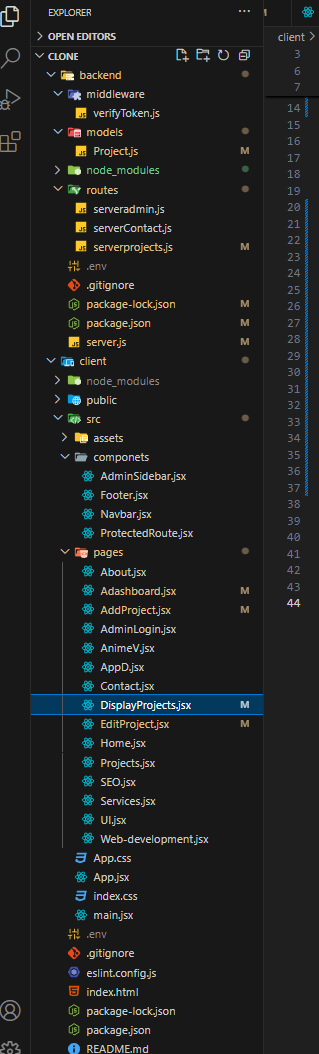 EXPLORER ...
OPEN EDITORS
CLONE
backend
middleware
JS verifyToken.js
models
JS Project.js M
node_modules
routes
JS serveradmin.js
JS serverContact.js
JS serverprojects.js M
.env
.gitignore
package-lock.json M
package.json M
JS server.js M
client
node_modules
public
src
assets
componets
AdminSidebar.jsx
Footer.jsx
Navbar.jsx
ProtectedRoute.jsx
pages
About.jsx
Adashboard.jsx M
AddProject.jsx M
AdminLogin.jsx
AnimeV.jsx
AppD.jsx
Contact.jsx
DisplayProjects.jsx M
EditProject.jsx M
Home.jsx
Projects.jsx
SEO.jsx
Services.jsx
UI.jsx
Web-development.jsx
App.css
App.jsx
index.css
main.jsx
.env
.gitignore
eslint.config.js
index.html
package-lock.json
package.json
README.md
client >
3
6
7
14
15
16
17
18
19
20
21
22
23
24
25
26
27
28
29
30
31
32
33
34
35
36
37
38
39
40
41
42
43
44